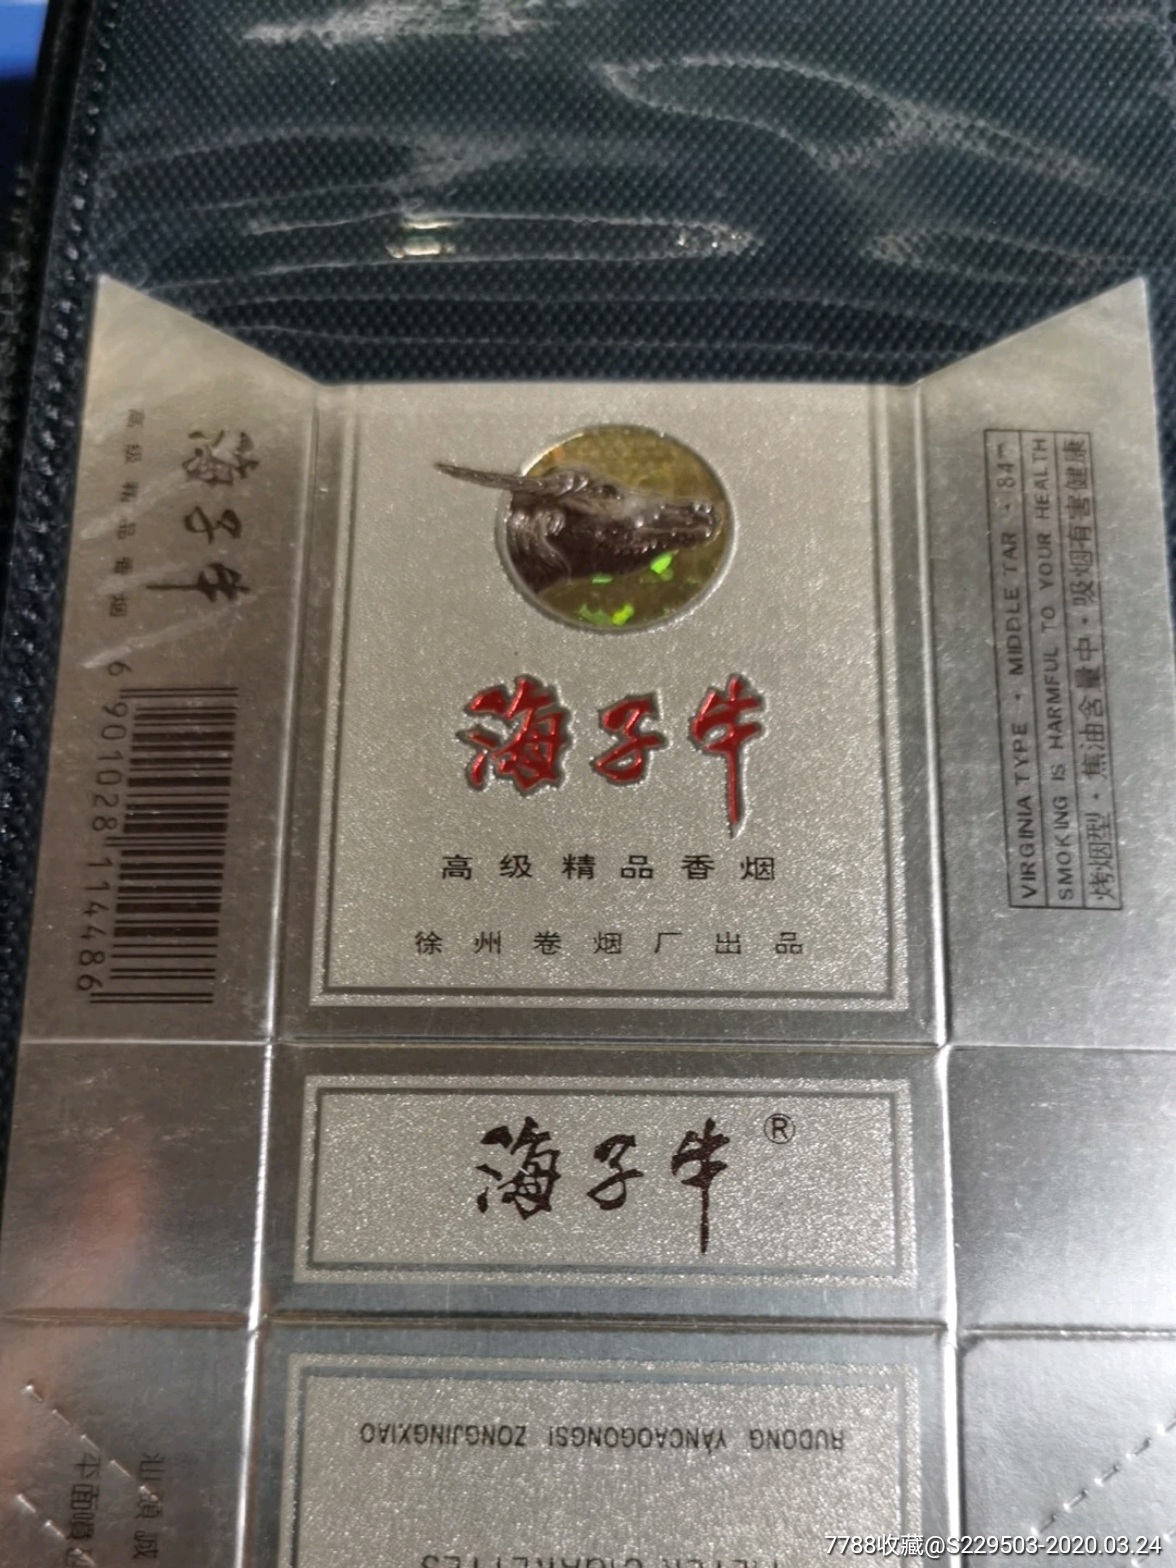 海子牛
高级精品香烟
6 901028 114486
海子牛
高级精品香烟
徐州卷烟厂出品
VIRGINIA TYPE · MIDDLE TAR · 84
SMOKING IS HARMFUL TO YOUR HEALTH
烤烟型·焦油含量中·吸烟有害健康
海子牛®
RUDONG YANCAOGONGSI ZONGJINGXIAO
FILTER CIGARETTES
7788收藏@S229503-2020.03.24